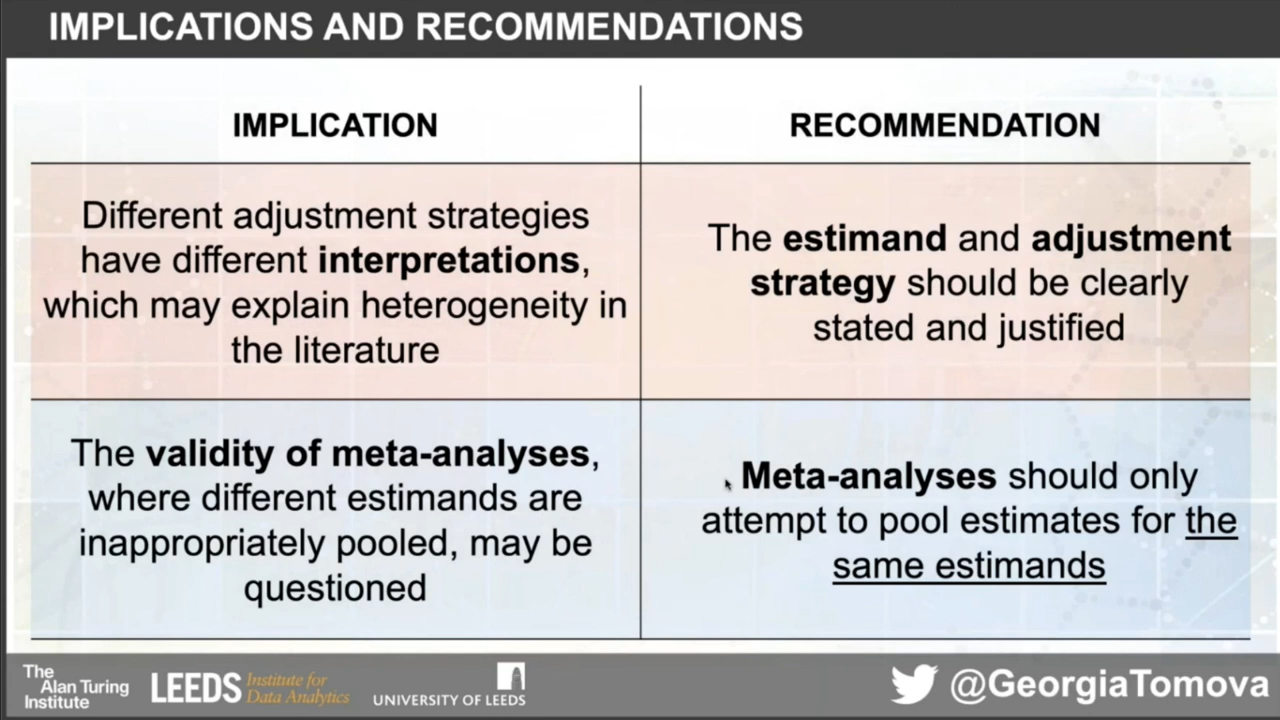 IMPLICATIONS AND RECOMMENDATIONS
IMPLICATION
RECOMMENDATION
Different adjustment strategies
have different interpretations,
which may explain heterogeneity in
the literature
The estimand and adjustment
strategy should be clearly
stated and justified
The validity of meta-analyses,
where different estimands are
inappropriately pooled, may be
questioned
Meta-analyses should only
attempt to pool estimates for the
same estimands
The
Alan Turing
Institute
LEEDS Institute for
Data Analytics
UNIVERSITY OF LEEDS
@GeorgiaTomova